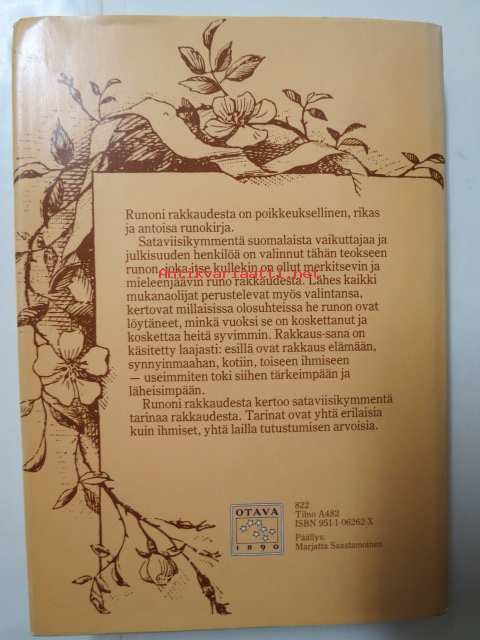 Runoni rakkaudesta on poikkeuksellinen, rikas
ja antoisa runokirja.
Sataviisikymmentä suomalaista vaikuttajaa ja
julkisuuden henkilöä on valinnut tähän teokseen
runon, joka itse kullekin on ollut merkitsevin ja
Antikvariaatti.net
mieleenjäävin runo rakkaudesta. Lähes kaikki
mukanaolijat perustelevat myös valintansa,
kertovat millaisissa olosuhteissa he runon ovat
löytäneet, minkä vuoksi se on koskettanut ja
koskettaa heitä syvimmin. Rakkaus-sana on
käsitetty laajasti: esillä ovat rakkaus elämään,
synnyinmaahan, kotiin, toiseen ihmiseen
— useimmiten toki siihen tärkeimpään ja
läheisimpään.
Runoni rakkaudesta kertoo sataviisikymmentä
tarinaa rakkaudesta. Tarinat ovat yhtä erilaisia
kuin ihmiset, yhtä lailla tutustumisen arvoisia.
OTAVA
1890
822
Tilno A482
ISBN 951-1-06262-X
Päällys:
Marjatta Saastamoinen